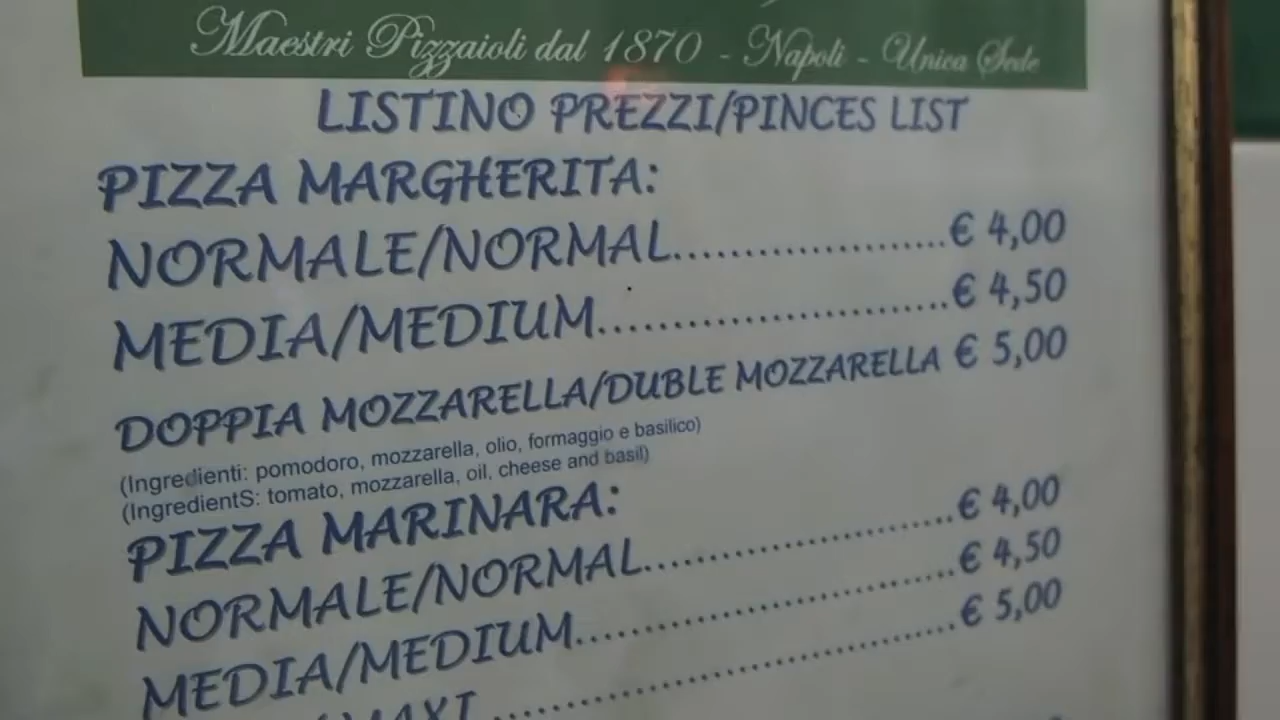 Maestri Pizzaioli dal 1870 - Napoli - Unica Sede
LISTINO PREZZI/PINCES LIST
PIZZA MARGHERITA:
NORMALE/NORMAL......................€ 4,00
MEDIA/MEDIUM............................€ 4,50
DOPPIA MOZZARELLA/DUBLE MOZZARELLA € 5,00
(Ingredienti: pomodoro, mozzarella, olio, formaggio e basilico)
(IngredientS: tomato, mozzarella, oil, cheese and basil)
PIZZA MARINARA:
NORMALE/NORMAL.........................€ 4,00
MEDIA/MEDIUM..............................€ 4,50
/MAXI....................................€ 5,00